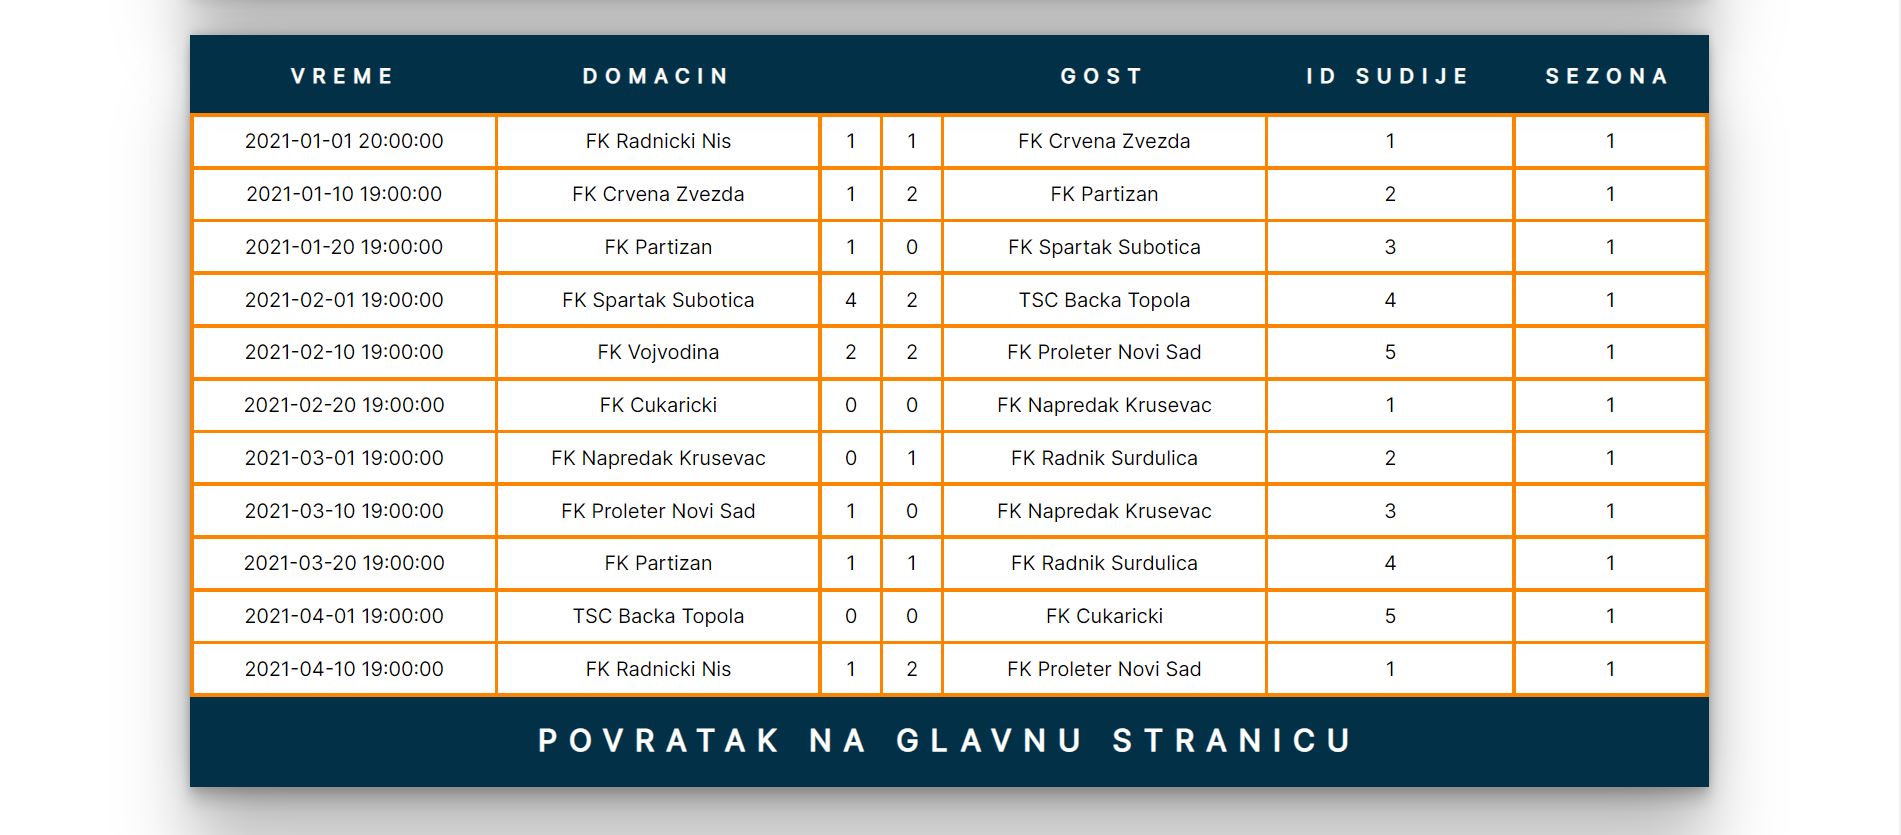 VREME DOMACIN GOST ID SUDIJE SEZONA
2021-01-01 20:00:00 FK Radnicki Nis 1 1 FK Crvena Zvezda 1 1
2021-01-10 19:00:00 FK Crvena Zvezda 1 2 FK Partizan 2 1
2021-01-20 19:00:00 FK Partizan 1 0 FK Spartak Subotica 3 1
2021-02-01 19:00:00 FK Spartak Subotica 4 2 TSC Backa Topola 4 1
2021-02-10 19:00:00 FK Vojvodina 2 2 FK Proleter Novi Sad 5 1
2021-02-20 19:00:00 FK Cukaricki 0 0 FK Napredak Krusevac 1 1
2021-03-01 19:00:00 FK Napredak Krusevac 0 1 FK Radnik Surdulica 2 1
2021-03-10 19:00:00 FK Proleter Novi Sad 1 0 FK Napredak Krusevac 3 1
2021-03-20 19:00:00 FK Partizan 1 1 FK Radnik Surdulica 4 1
2021-04-01 19:00:00 TSC Backa Topola 0 0 FK Cukaricki 5 1
2021-04-10 19:00:00 FK Radnicki Nis 1 2 FK Proleter Novi Sad 1 1
POVRATAK NA GLAVNU STRANICU